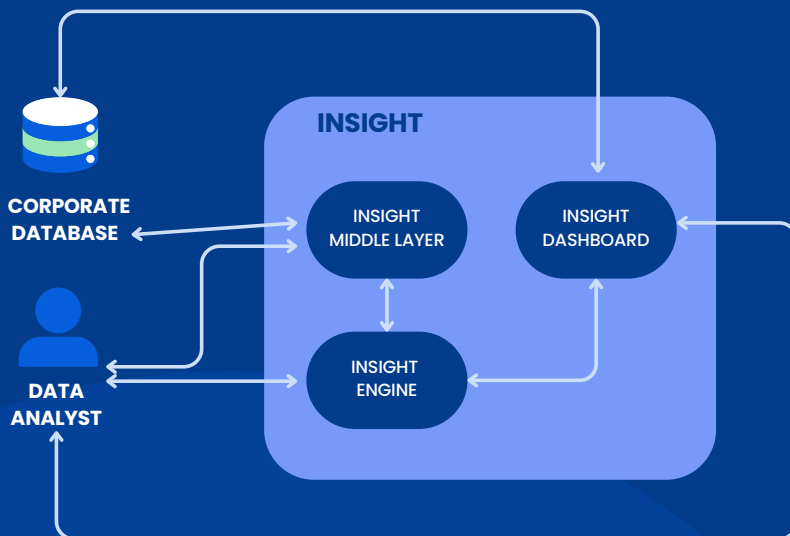 INSIGHT
CORPORATE
DATABASE
INSIGHT
MIDDLE LAYER
INSIGHT
DASHBOARD
INSIGHT
ENGINE
DATA
ANALYST